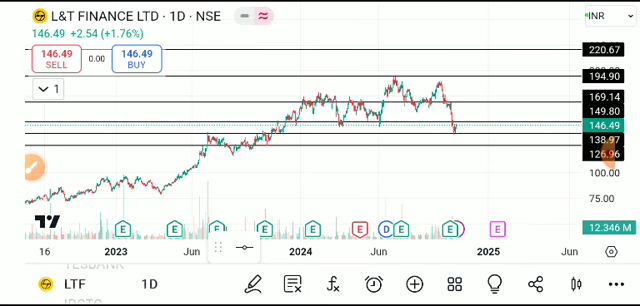 L&T FINANCE LTD · 1D · NSE
INR
146.49 +2.54 (+1.76%)
146.49 SELL
0.00
146.49 BUY
1
220.67
194.90
169.14
149.80
146.49
138.97
126.96
100.00
75.00
12.346 M
E E E E E E D E E E
16 2023 Jun 2024 Jun 2025 Jun
YESBANK
LTF 1D